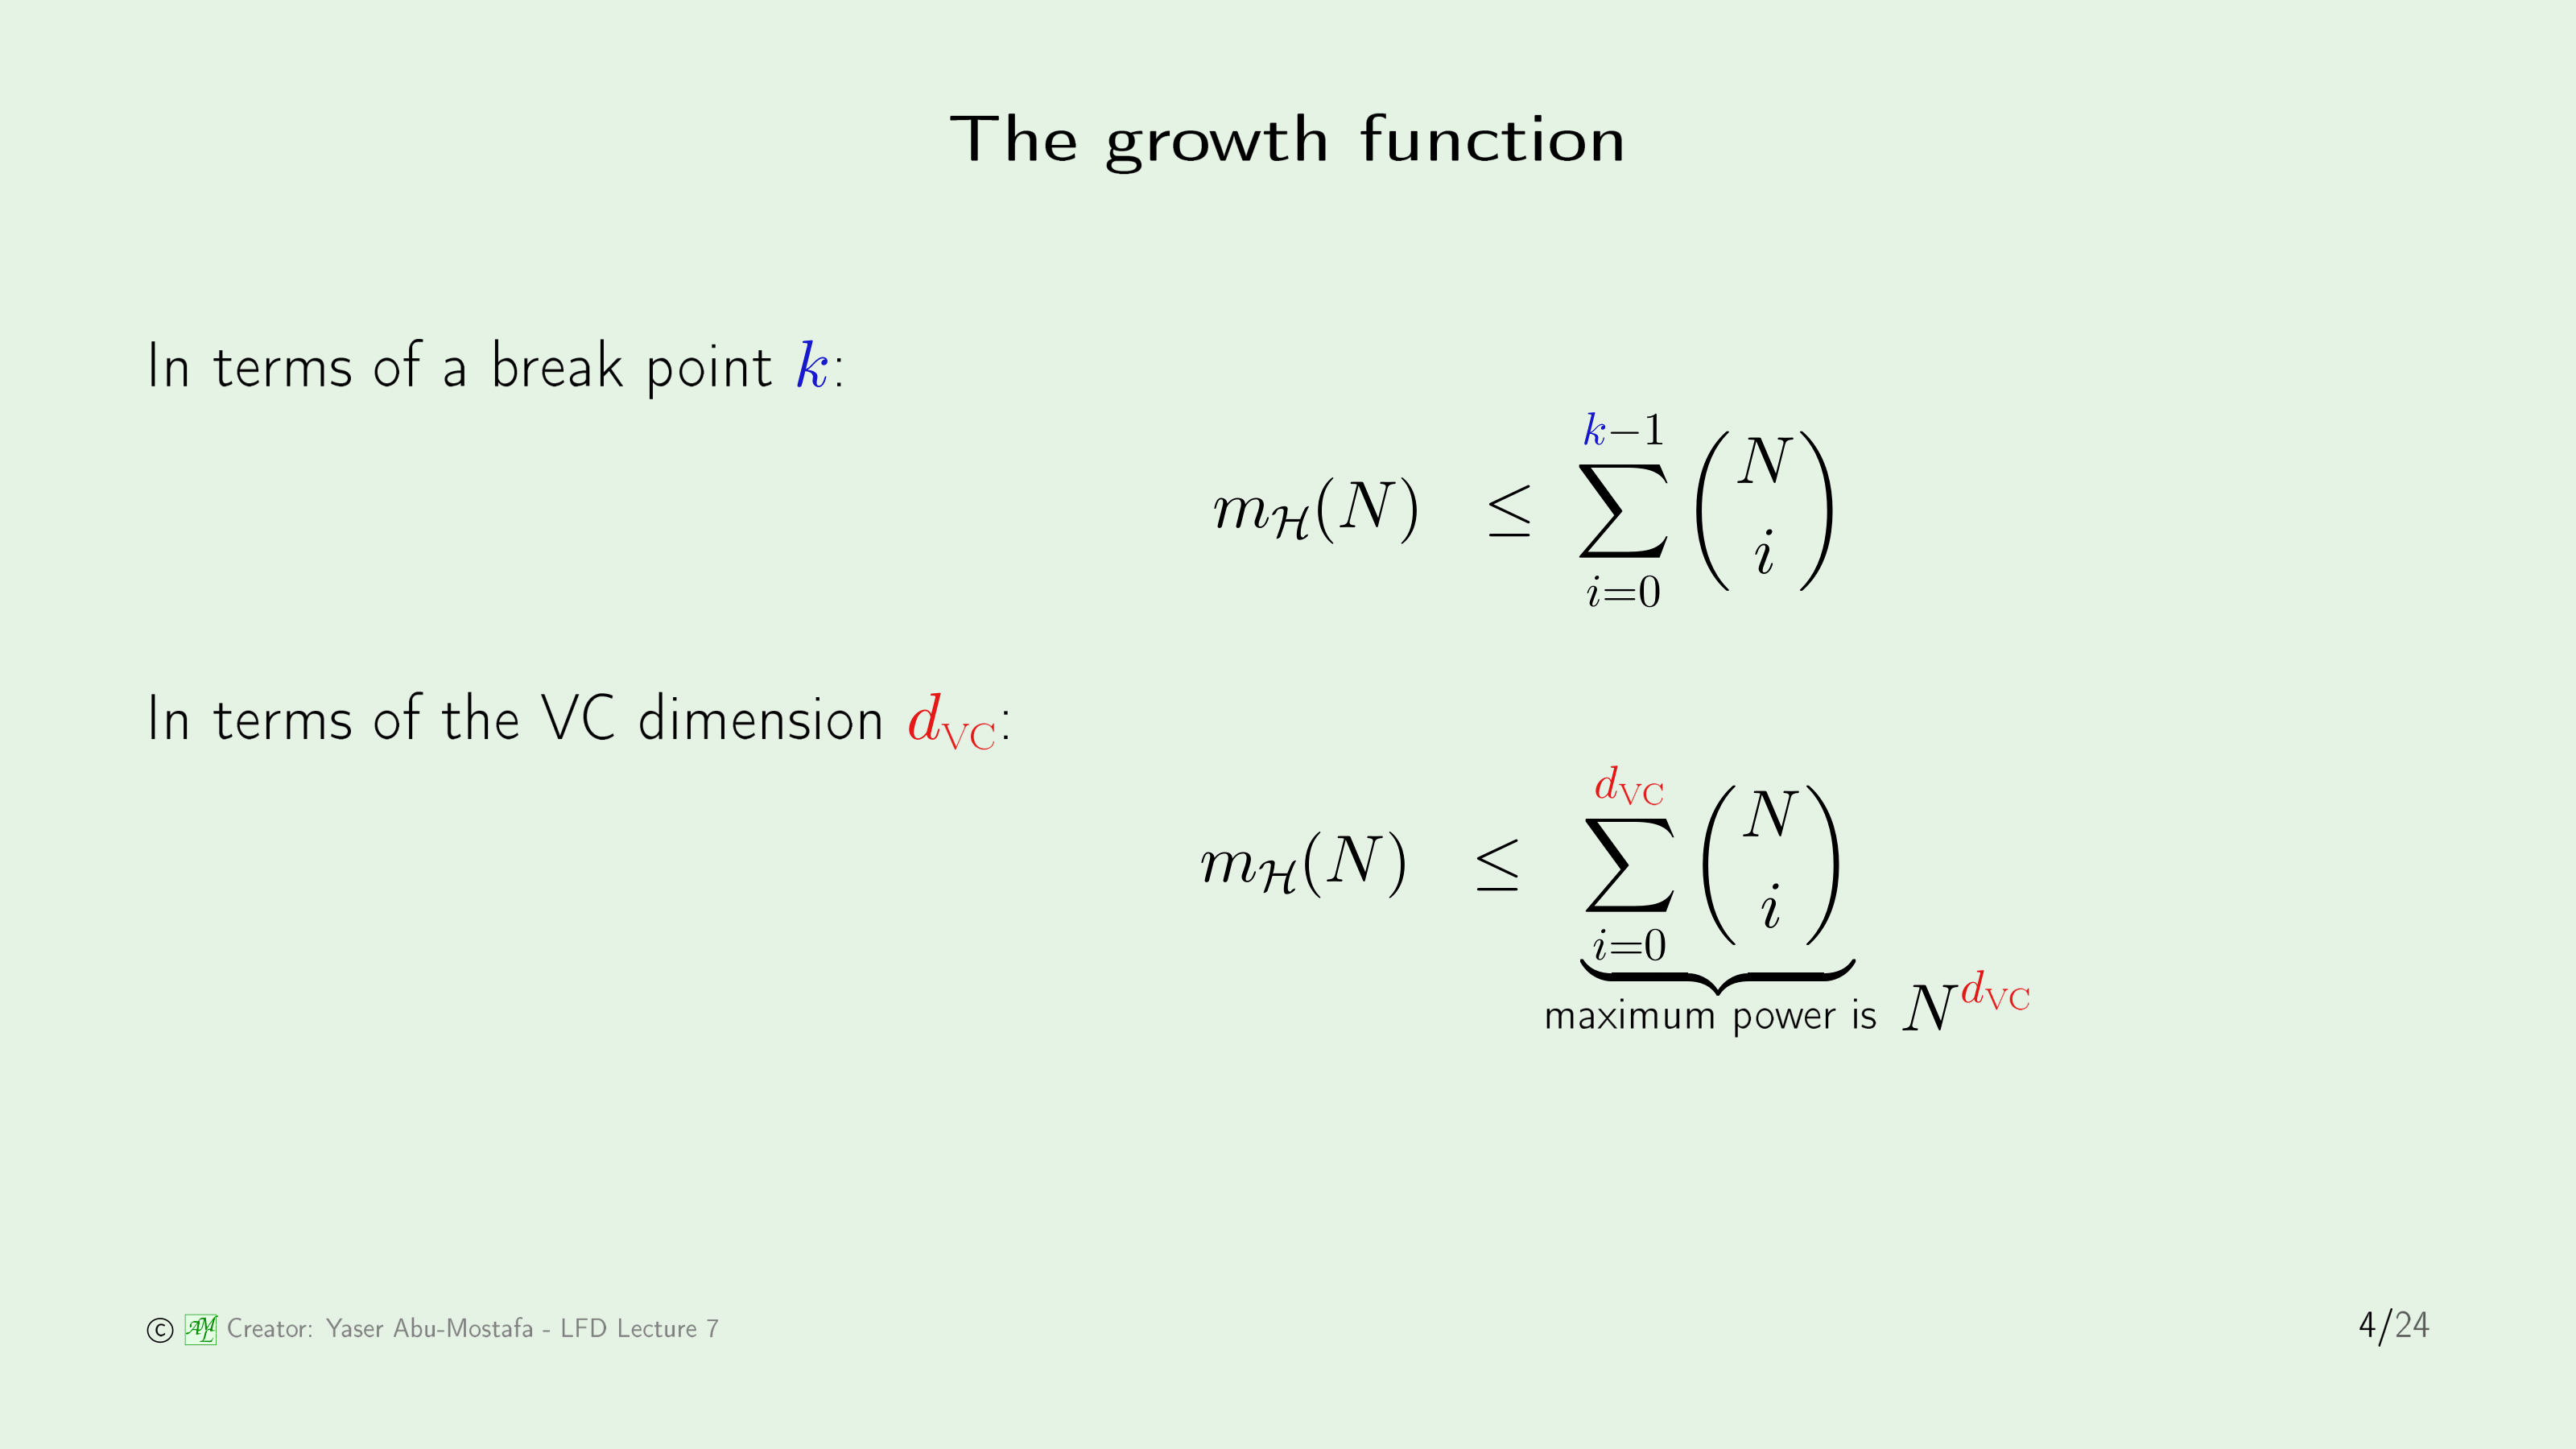 The growth function
In terms of a break point k:
$m_{\mathcal{H}}(N) \leq \sum_{i=0}^{k-1} \binom{N}{i}$
In terms of the VC dimension $d_{\mathrm{VC}}$:
$m_{\mathcal{H}}(N) \leq \underbrace{\sum_{i=0}^{d_{\mathrm{VC}}} \binom{N}{i}}_{\text{maximum power is } N^{d_{\mathrm{VC}}}}$
© AML Creator: Yaser Abu-Mostafa - LFD Lecture 7
4/24